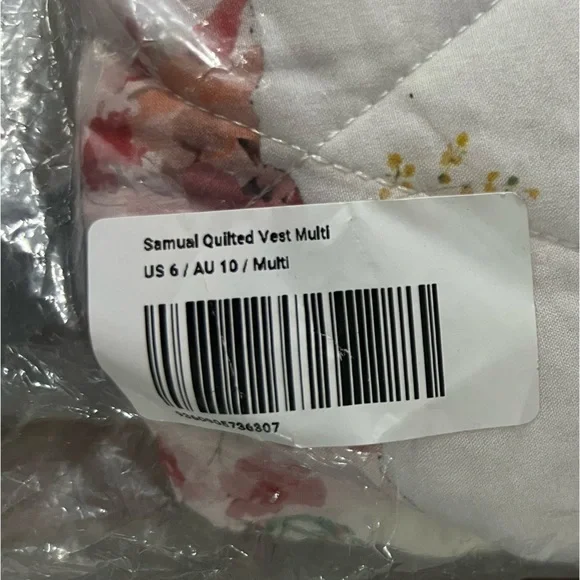 Samual Quilted Vest Multi
US 6 / AU 10 / Multi